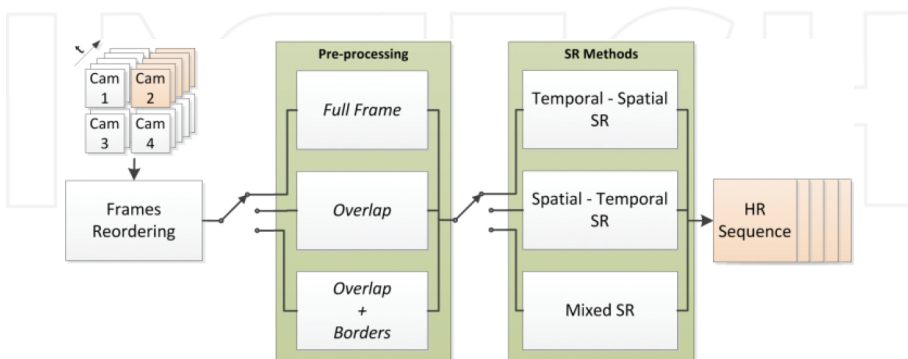 t
Cam
1
Cam
2
Cam
3
Cam
4
Frames
Reordering
Pre-processing
Full Frame
Overlap
Overlap
+
Borders
SR Methods
Temporal - Spatial
SR
Spatial - Temporal
SR
Mixed SR
HR
Sequence